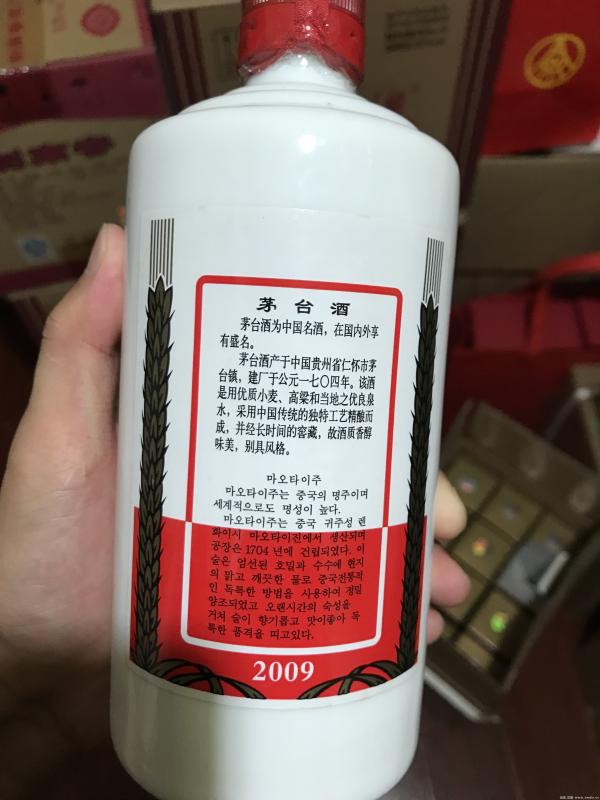 茅台酒
茅台酒为中国名酒，在国内外享
有盛名。
茅台酒产于中国贵州省仁怀市茅
台镇，建厂于公元一七〇四年。该酒
是用优质小麦、高粱和当地之优良泉
水，采用中国传统的独特工艺精酿而
成，并经长时间的窖藏，故酒质香醇
味美，别具风格。
마오타이주
마오타이주는 중국의 명주이며
세계적으로도 명성이 높다.
마오타이주는 중국 귀주성 렌
화이시 마오타이진에서 생산되며
공장은 1704 년에 건립되었다. 이
술은 엄선된 호밀과 수수에 현지
의 맑고 깨끗한 물로 중국전통적
인 독특한 방법을 사용하여 정밀
양조되였고 오랜시간의 숙성을
거쳐 술이 향기롭고 맛이좋아 독
특한 품격을 띠고있다.
2009